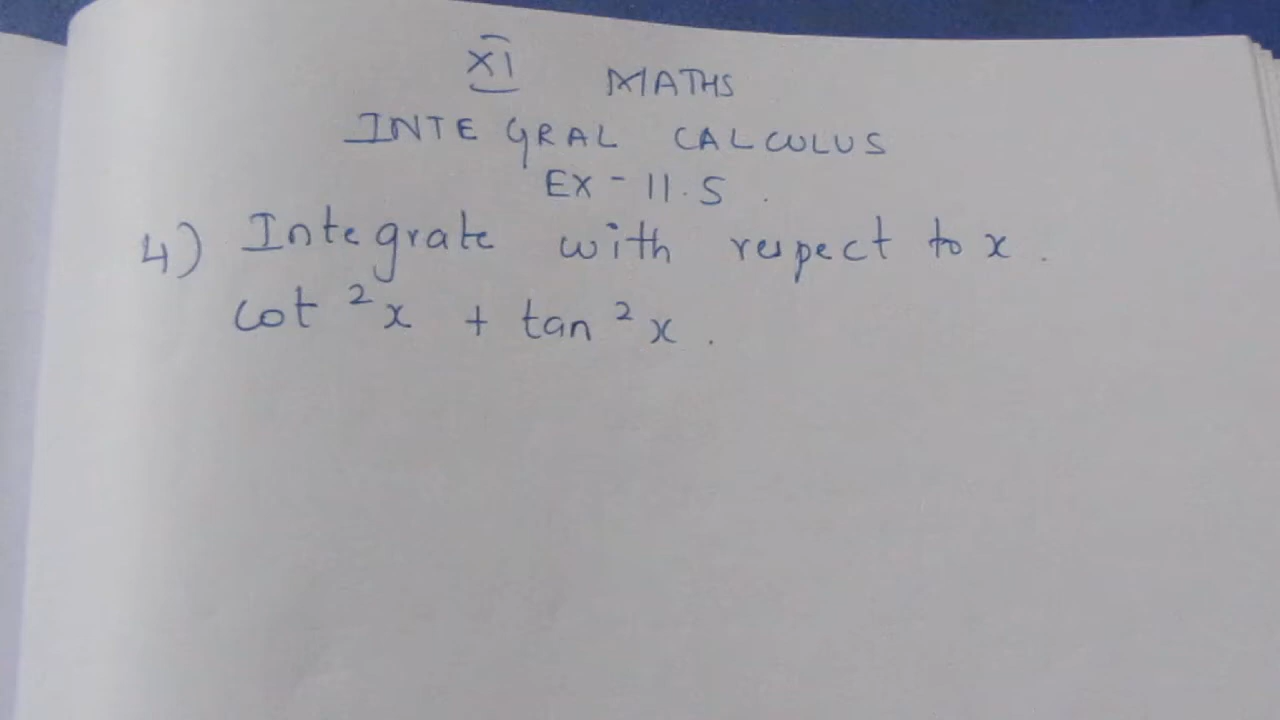 XI MATHS
INTEGRAL CALCULUS
EX - 11.5.
4) Integrate with respect to x.
cot ²x + tan ²x.